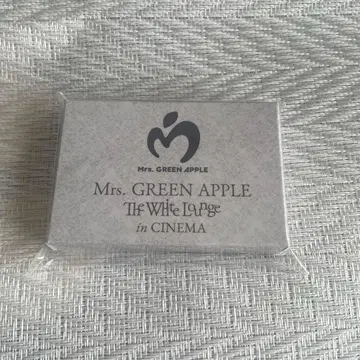 Mrs. GREEN APPLE
Mrs. GREEN APPLE
The White Lounge
in CINEMA